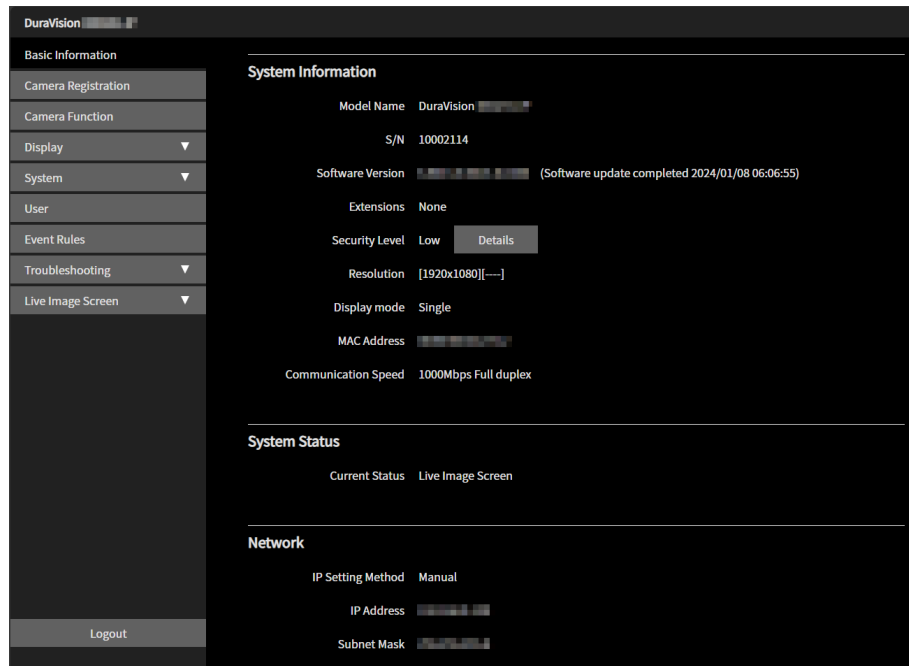 DuraVision
Basic Information
Camera Registration
Camera Function
Display ▼
System ▼
User
Event Rules
Troubleshooting ▼
Live Image Screen ▼
Logout
System Information
Model Name DuraVision
S/N 10002114
Software Version (Software update completed 2024/01/08 06:06:55)
Extensions None
Security Level Low Details
Resolution [1920x1080][----]
Display mode Single
MAC Address
Communication Speed 1000Mbps Full duplex
System Status
Current Status Live Image Screen
Network
IP Setting Method Manual
IP Address
Subnet Mask